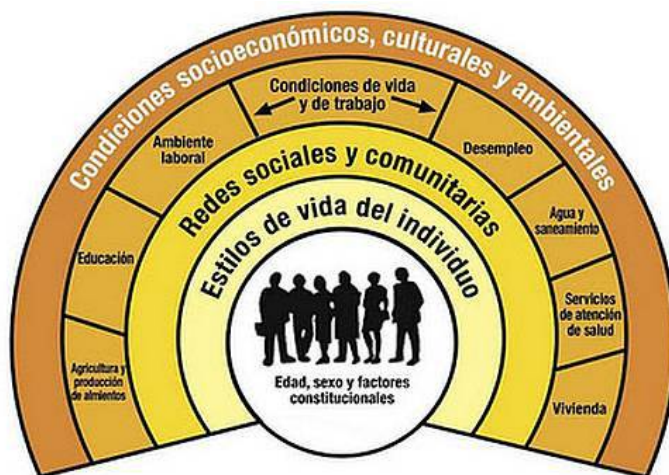 Condiciones socioeconómicos, culturales y ambientales
Condiciones de vida
y de trabajo
Ambiente
laboral
Desempleo
Redes sociales y comunitarias
Educación
Agua y
saneamiento
Estilos de vida del individuo
Servicios
de atención
de salud
Agricultura y
producción
de almientos
Vivienda
Edad, sexo y factores
constitucionales